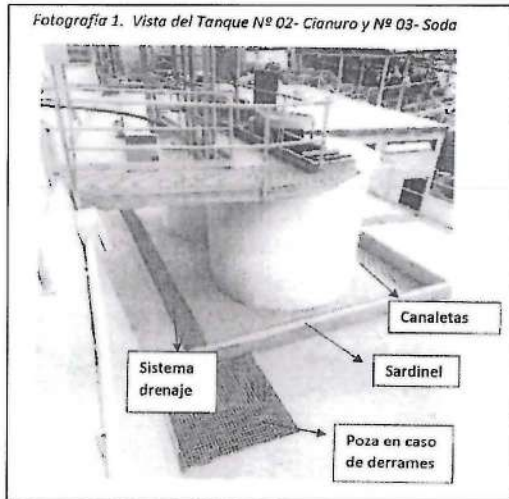 Fotografía 1. Vista del Tanque Nº 02- Cianuro y Nº 03- Soda
Canaletas
Sardinel
Sistema
drenaje
Poza en caso
de derrames